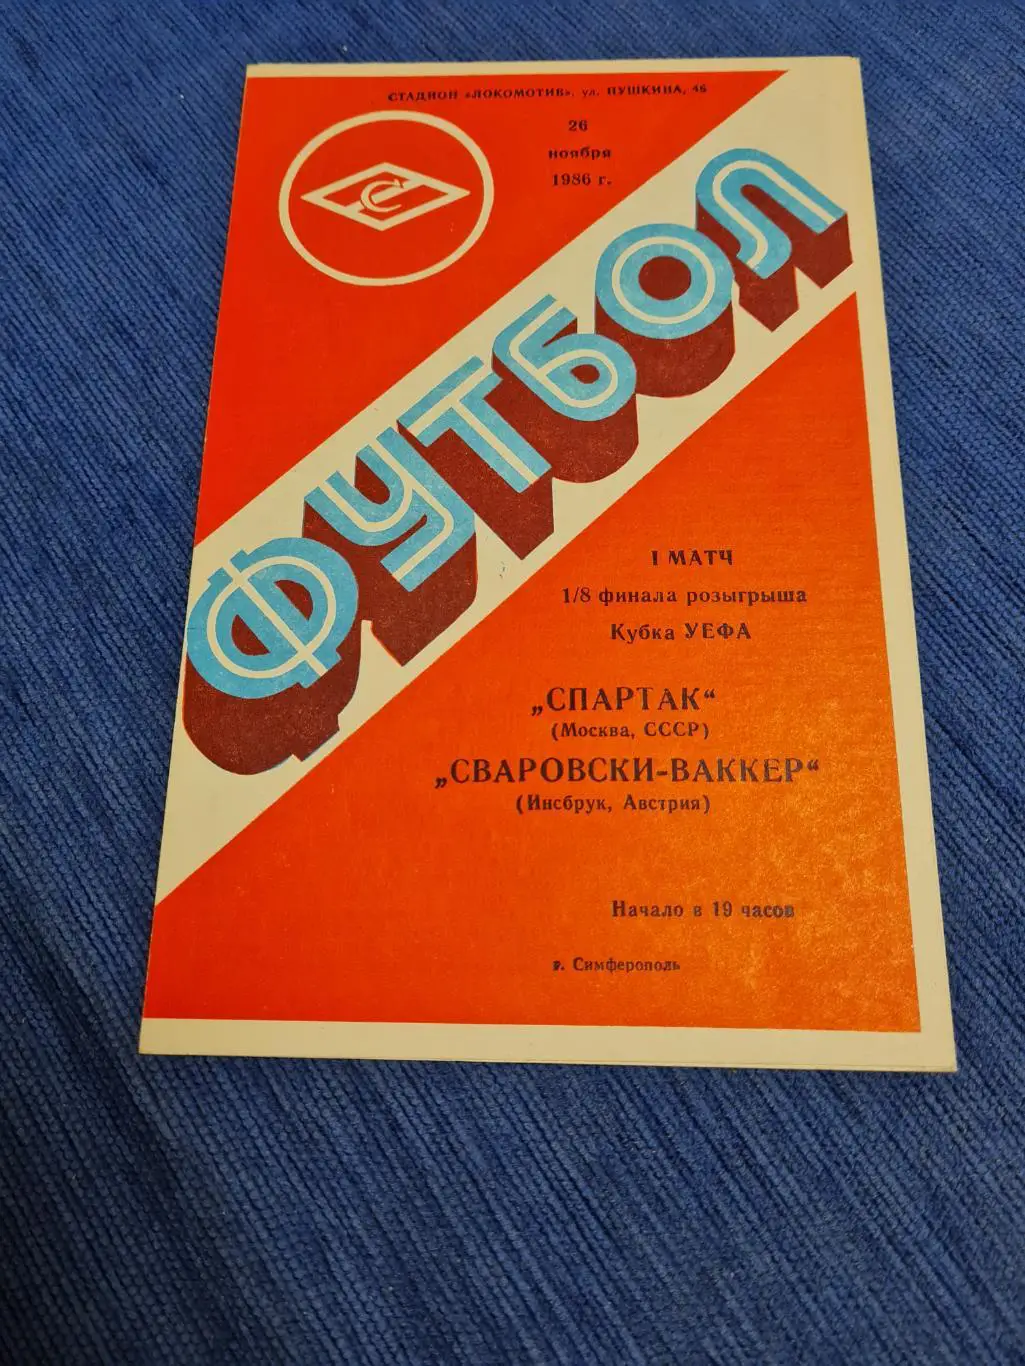 СТАДИОН «ЛОКОМОТИВ», ул. ПУШКИНА, 46
26
ноября
1986 г.
С
ФУТБОЛ
I МАТЧ
1/8 финала розыгрыша
Кубка УЕФА
„СПАРТАК“
(Москва, СССР)
„СВАРОВСКИ-ВАККЕР“
(Инсбрук, Австрия)
Начало в 19 часов
г. Симферополь